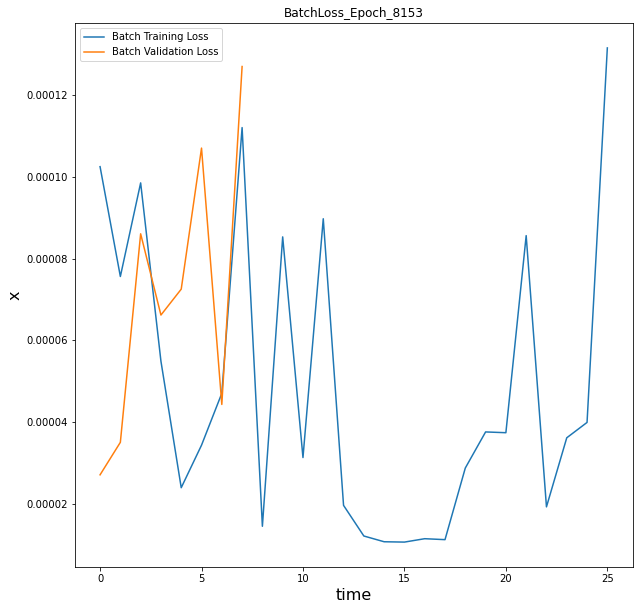 BatchLoss_Epoch_8153
Batch Training Loss
Batch Validation Loss
0.00012
0.00010
0.00008
0.00006
0.00004
0.00002
x
0 5 10 15 20 25
time